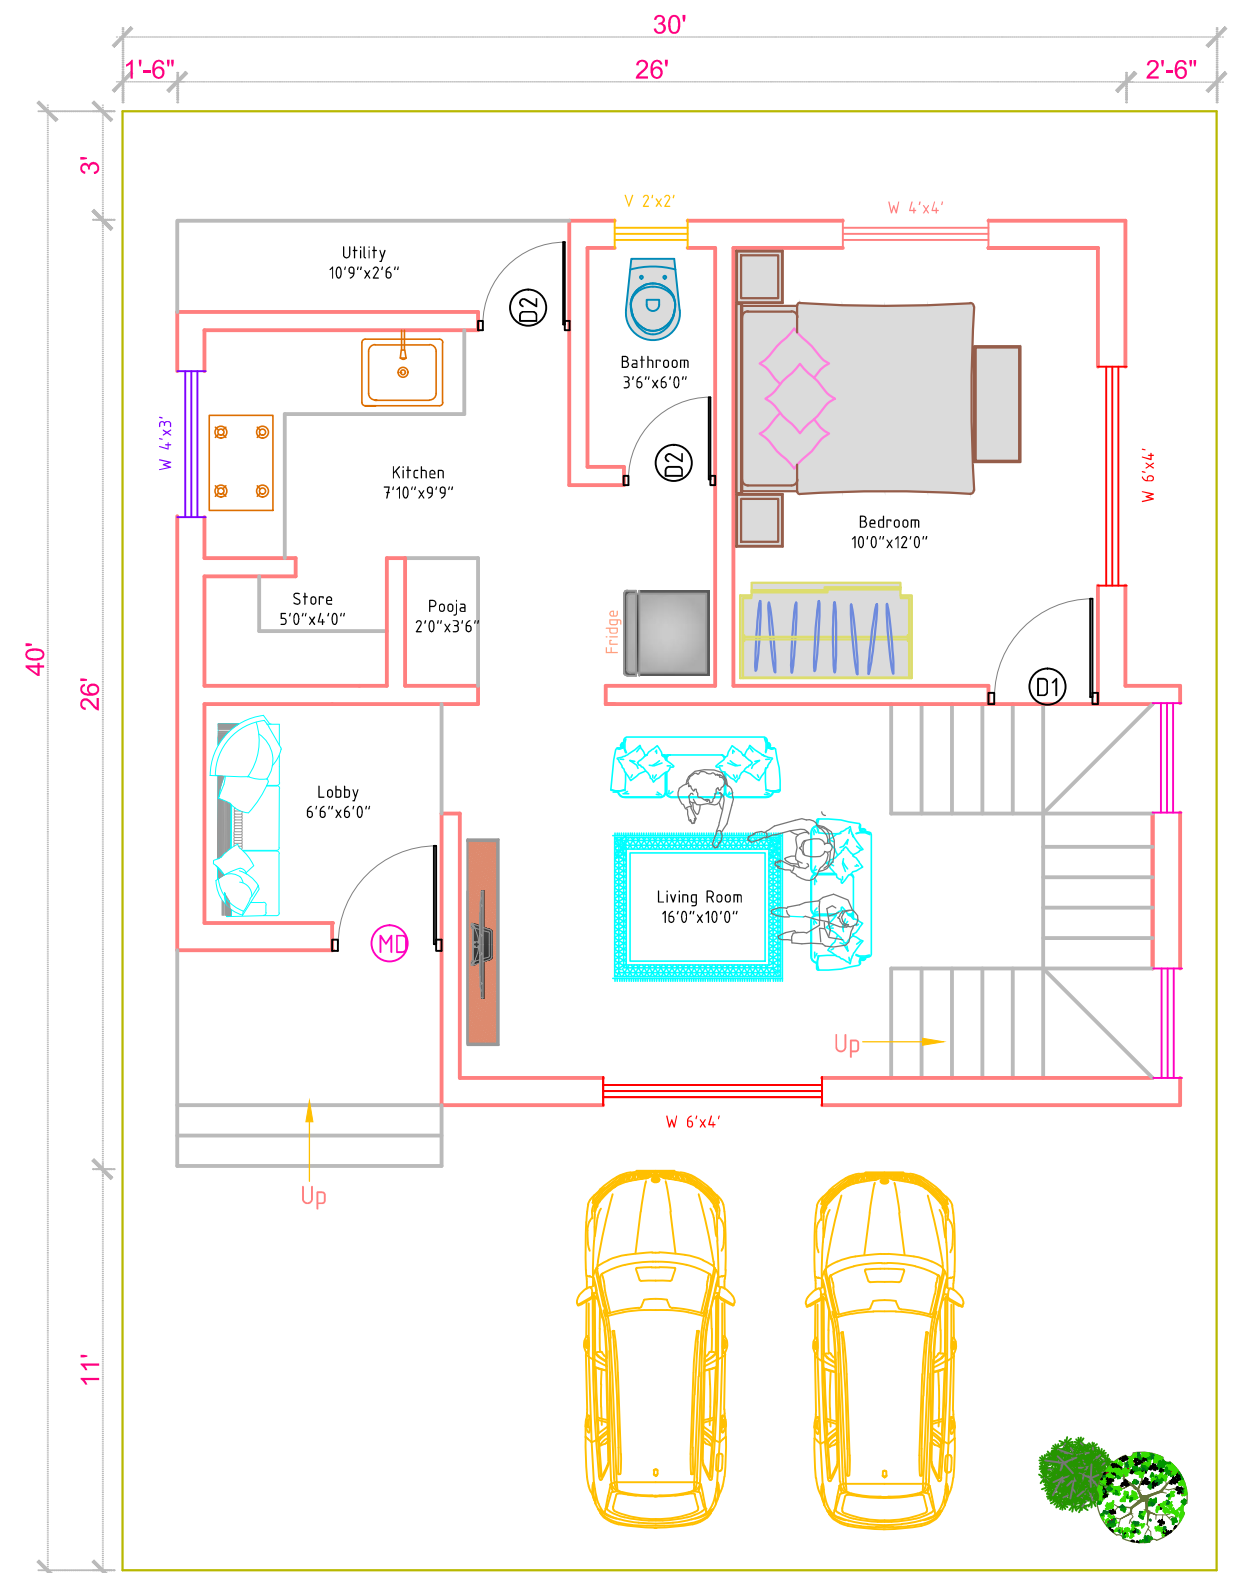 30'
1'-6"
26'
2'-6"
3'
40'
26'
11'
V 2'x2'
W 4'x4'
Utility
10'9"x2'6"
D2
Bathroom
3'6"x6'0"
W 4'x3'
Kitchen
7'10"x9'9"
D2
W 6'x4'
Bedroom
10'0"x12'0"
Store
5'0"x4'0"
Pooja
2'0"x3'6"
Fridge
D1
Lobby
6'6"x6'0"
Living Room
16'0"x10'0"
MD
Up
W 6'x4'
Up